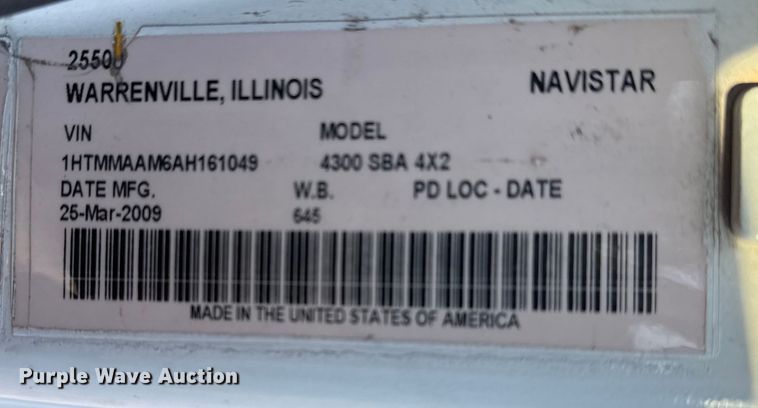 25500
WARRENVILLE, ILLINOIS NAVISTAR
VIN MODEL
1HTMMAAM6AH161049 4300 SBA 4X2
DATE MFG. W.B. PD LOC - DATE
25-Mar-2009 645
MADE IN THE UNITED STATES OF AMERICA
Purple Wave Auction